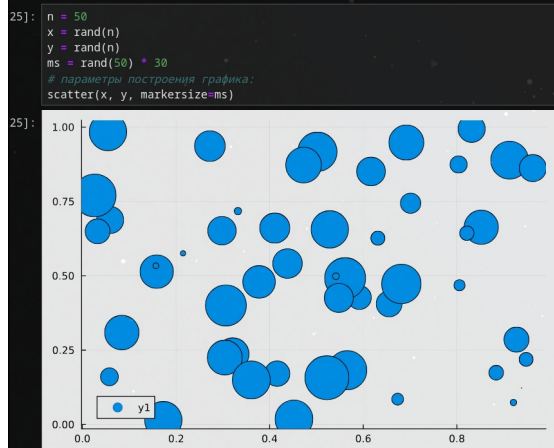 25]:
n = 50
x = rand(n)
y = rand(n)
ms = rand(50) * 30
# параметры построения графика:
scatter(x, y, markersize=ms)
25]:
1.00
0.75
0.50
0.25
0.00
y1
0.0 0.2 0.4 0.6 0.8